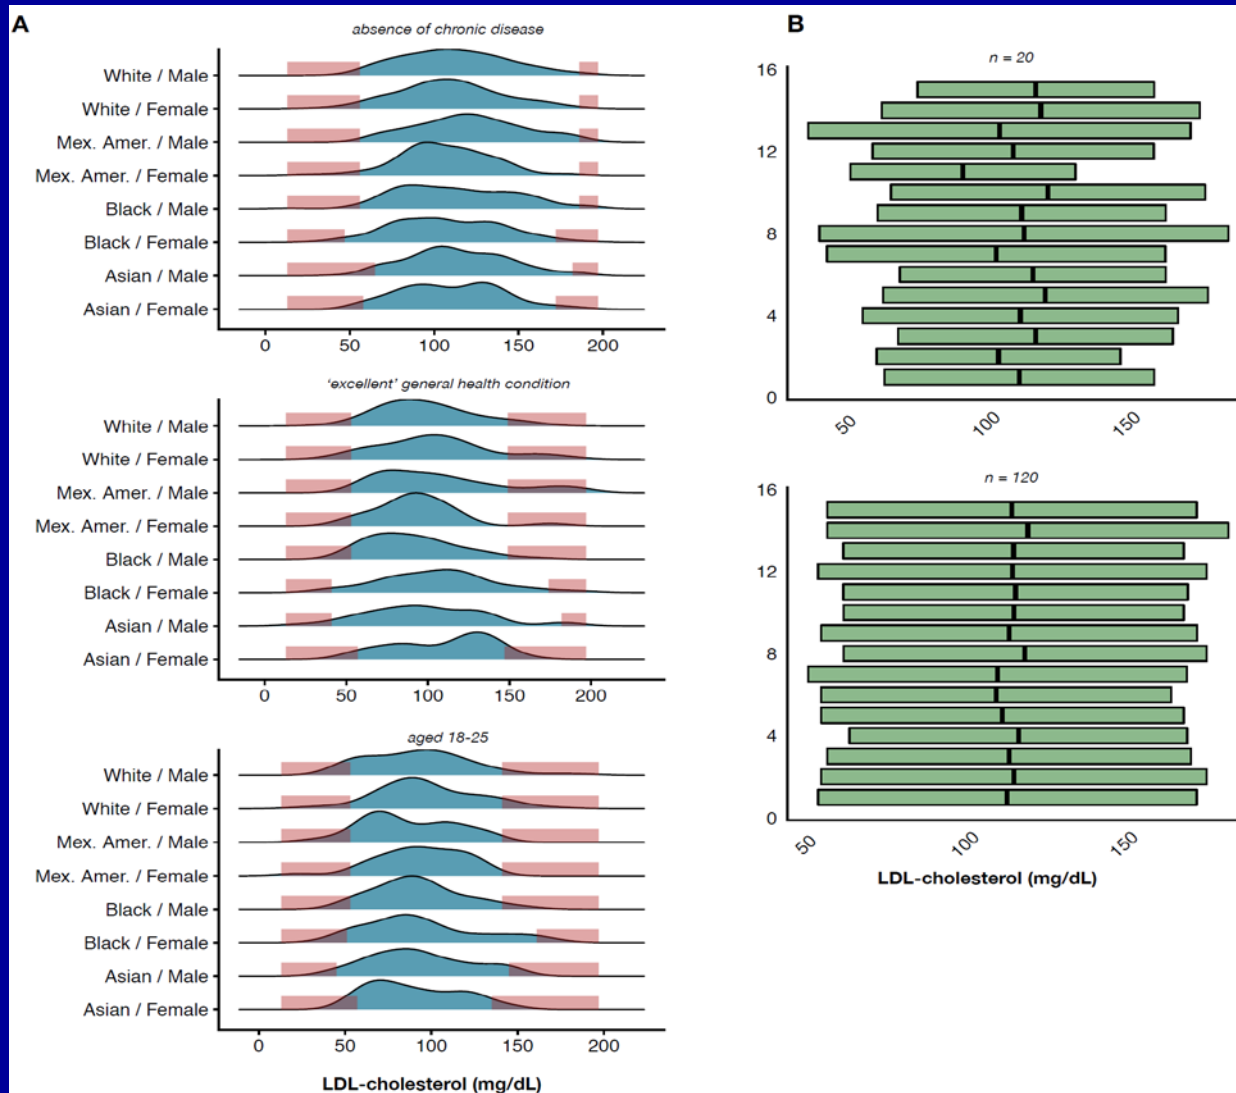 A
absence of chronic disease
White / Male
White / Female
Mex. Amer. / Male
Mex. Amer. / Female
Black / Male
Black / Female
Asian / Male
Asian / Female
0 50 100 150 200
‘excellent’ general health condition
White / Male
White / Female
Mex. Amer. / Male
Mex. Amer. / Female
Black / Male
Black / Female
Asian / Male
Asian / Female
0 50 100 150 200
aged 18-25
White / Male
White / Female
Mex. Amer. / Male
Mex. Amer. / Female
Black / Male
Black / Female
Asian / Male
Asian / Female
0 50 100 150 200
LDL-cholesterol (mg/dL)
B
n = 20
16
12
8
4
0
50 100 150
n = 120
16
12
8
4
0
50 100 150
LDL-cholesterol (mg/dL)